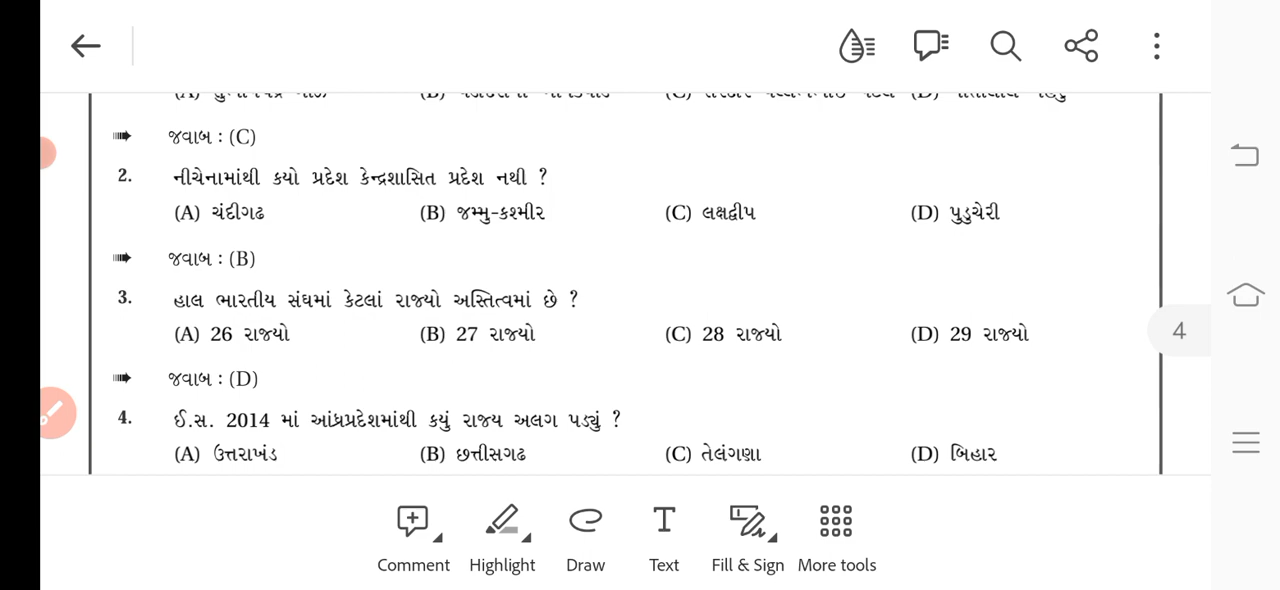 જવાબ : (C)
2. નીચેનામાંથી કયો પ્રદેશ કેન્દ્રશાસિત પ્રદેશ નથી ?
(A) ચંદીગઢ (B) જમ્મુ-કશ્મીર (C) લક્ષદ્વીપ (D) પુડુચેરી
જવાબ : (B)
3. હાલ ભારતીય સંઘમાં કેટલાં રાજ્યો અસ્તિત્વમાં છે ?
(A) 26 રાજ્યો (B) 27 રાજ્યો (C) 28 રાજ્યો (D) 29 રાજ્યો
4
જવાબ : (D)
4. ઈ.સ. 2014 માં આંધ્રપ્રદેશમાંથી કયું રાજ્ય અલગ પડ્યું ?
(A) ઉત્તરાખંડ (B) છત્તીસગઢ (C) તેલંગણા (D) બિહાર
Comment Highlight Draw Text Fill & Sign More tools